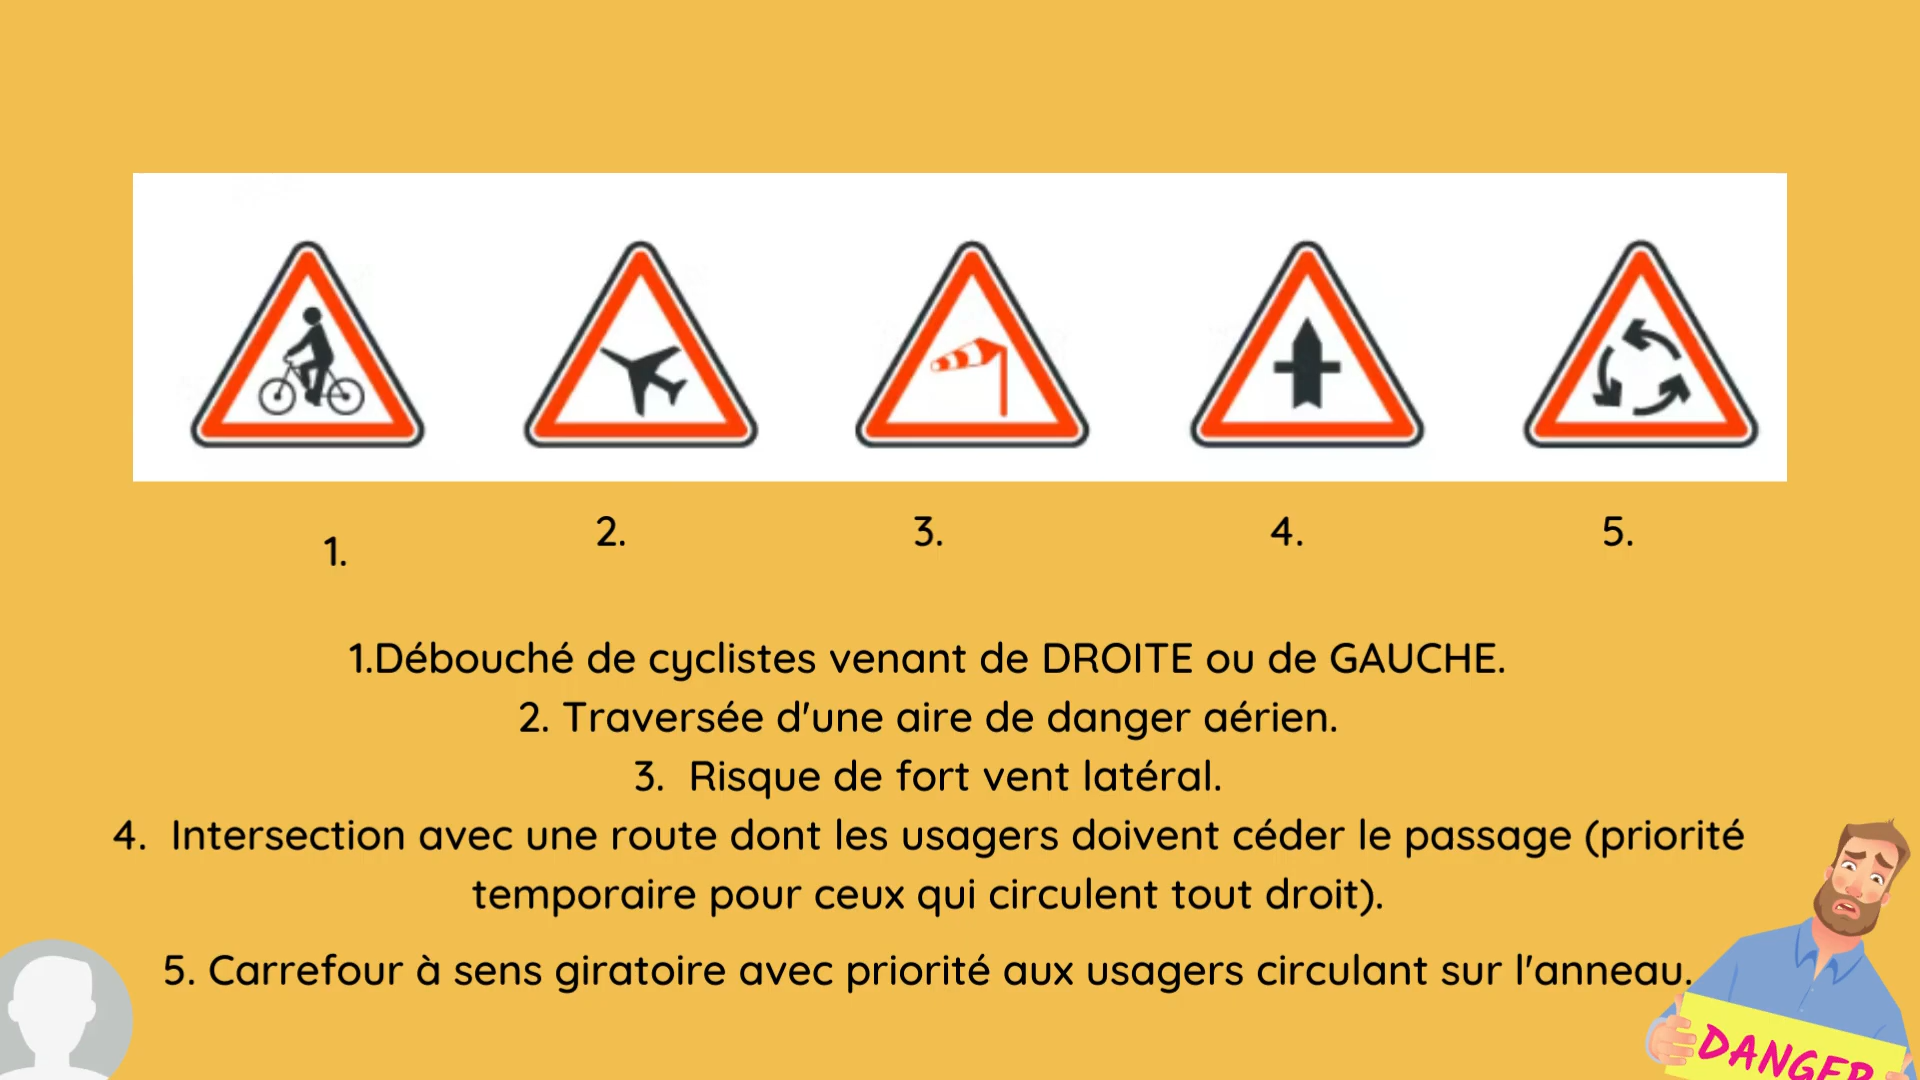 1.
2.
3.
4.
5.
1.Débouché de cyclistes venant de DROITE ou de GAUCHE.
2. Traversée d'une aire de danger aérien.
3.  Risque de fort vent latéral.
4.  Intersection avec une route dont les usagers doivent céder le passage (priorité
temporaire pour ceux qui circulent tout droit).
5. Carrefour à sens giratoire avec priorité aux usagers circulant sur l'anneau.
DANGER